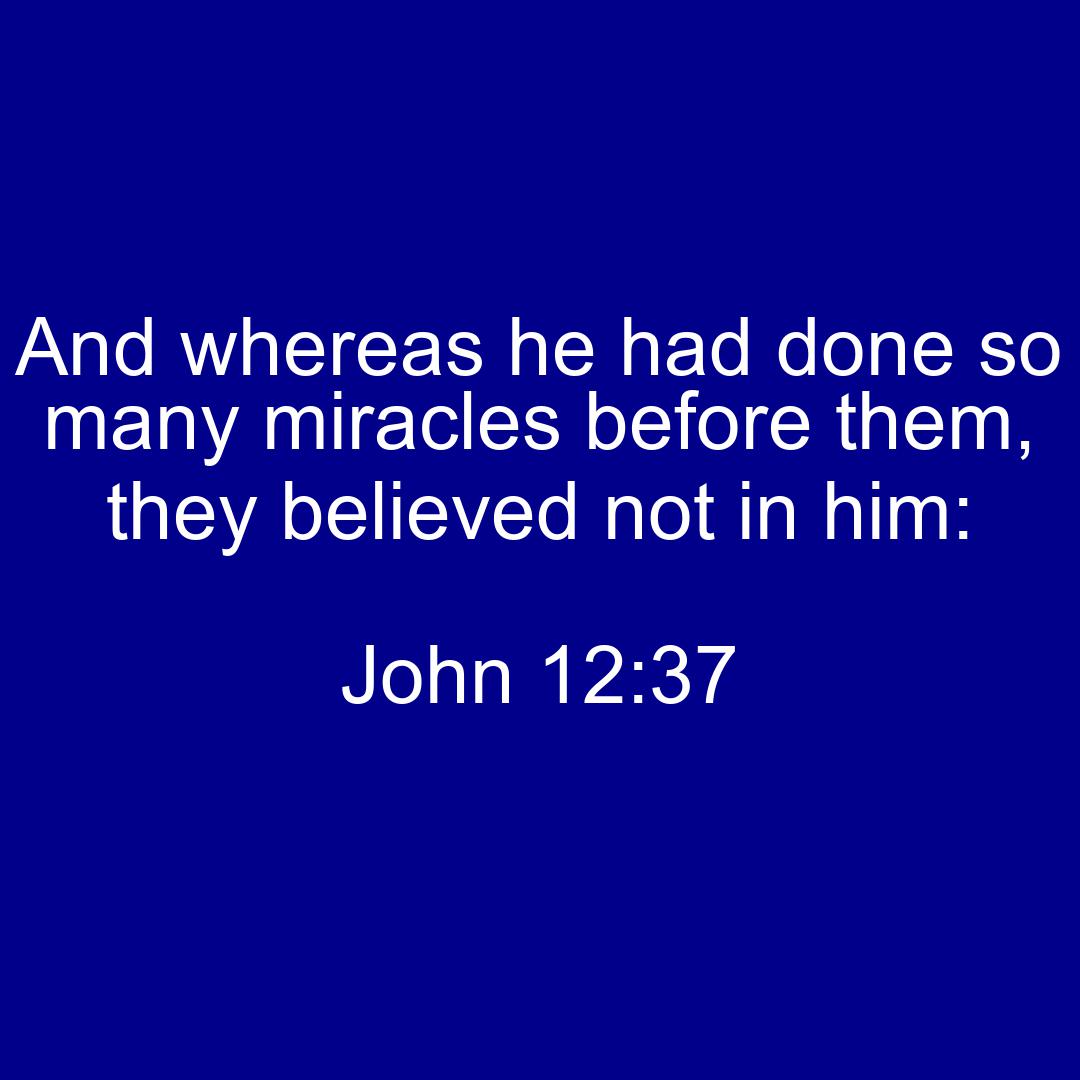 And whereas he had done so
many miracles before them,
they believed not in him:
John 12:37